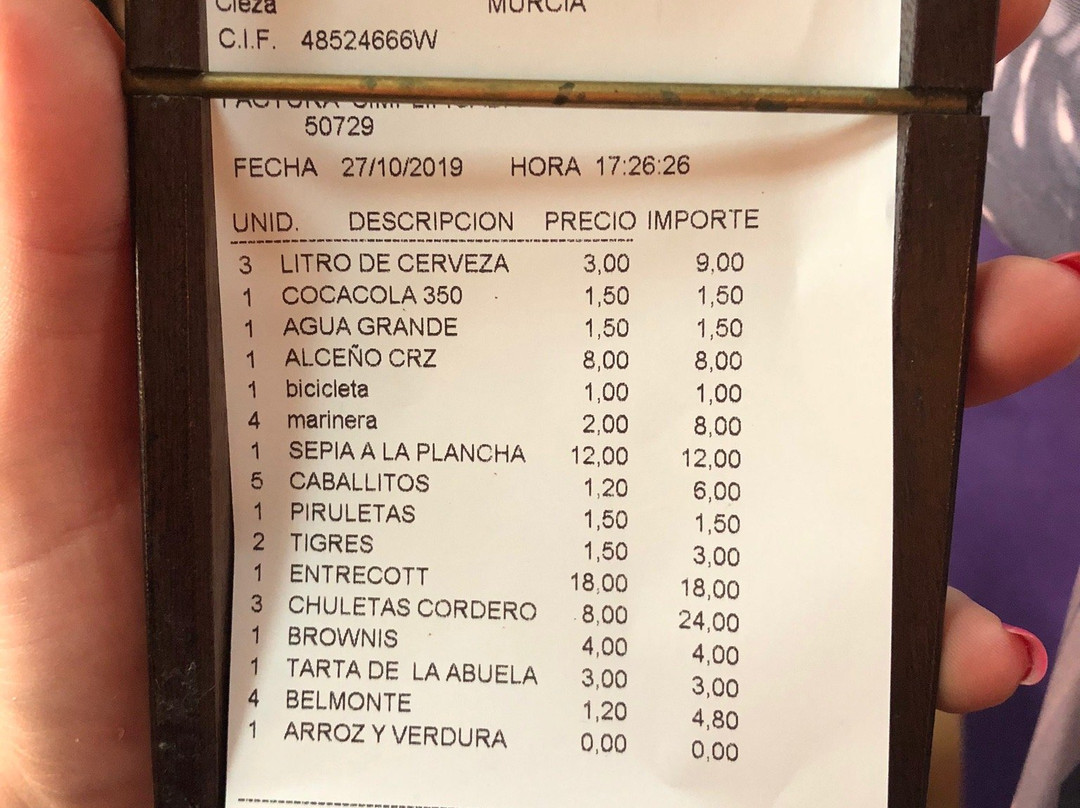 Cieza MURCIA
C.I.F. 48524666W
FACTURA SIMPLIFICADA
50729
FECHA 27/10/2019 HORA 17:26:26
UNID. DESCRIPCION PRECIO IMPORTE
3 LITRO DE CERVEZA 3,00 9,00
1 COCACOLA 350 1,50 1,50
1 AGUA GRANDE 1,50 1,50
1 ALCEÑO CRZ 8,00 8,00
1 bicicleta 1,00 1,00
4 marinera 2,00 8,00
1 SEPIA A LA PLANCHA 12,00 12,00
5 CABALLITOS 1,20 6,00
1 PIRULETAS 1,50 1,50
2 TIGRES 1,50 3,00
1 ENTRECOTT 18,00 18,00
3 CHULETAS CORDERO 8,00 24,00
1 BROWNIS 4,00 4,00
1 TARTA DE LA ABUELA 3,00 3,00
4 BELMONTE 1,20 4,80
1 ARROZ Y VERDURA 0,00 0,00